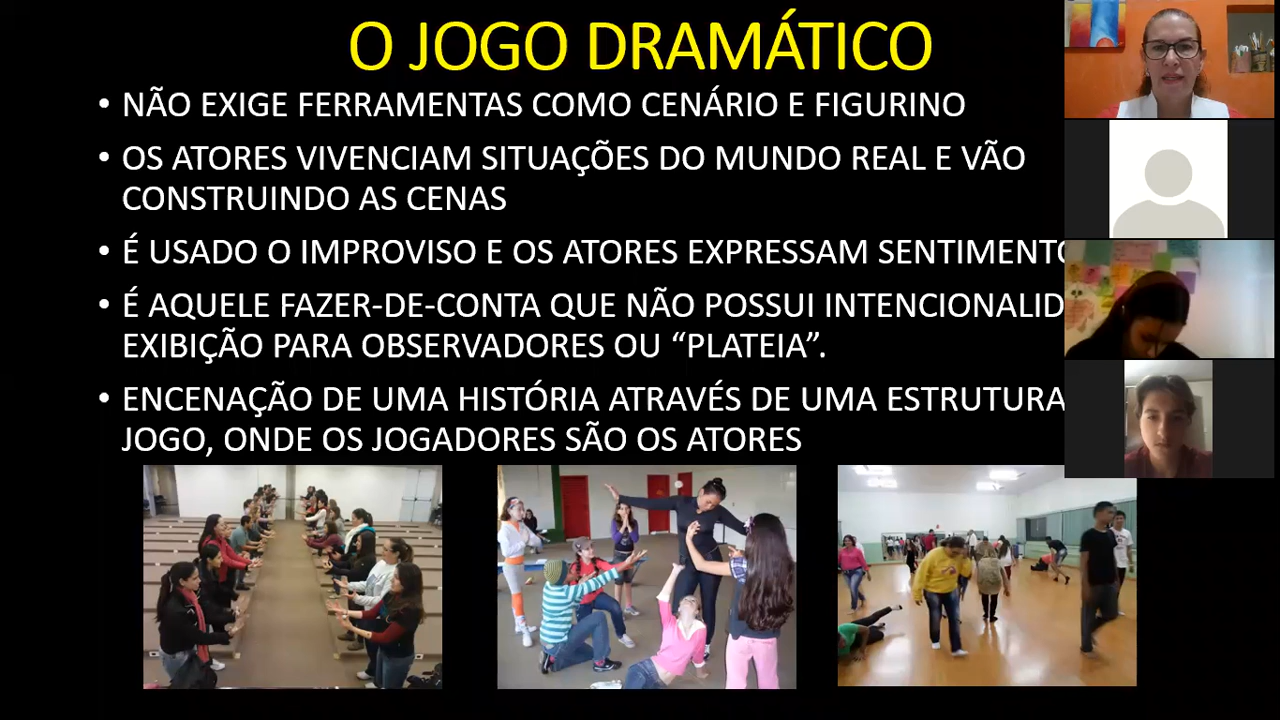 O JOGO DRAMÁTICO
• NÃO EXIGE FERRAMENTAS COMO CENÁRIO E FIGURINO
• OS ATORES VIVENCIAM SITUAÇÕES DO MUNDO REAL E VÃO
CONSTRUINDO AS CENAS
• É USADO O IMPROVISO E OS ATORES EXPRESSAM
• É AQUELE FAZER-DE-CONTA QUE NÃO POSSUI
EXIBIÇÃO PARA OBSERVADORES OU “PLATEIA”.
• ENCENAÇÃO DE UMA HISTÓRIA ATRAVÉS DE UMA ESTRUTURA
JOGO, ONDE OS JOGADORES SÃO OS ATORES